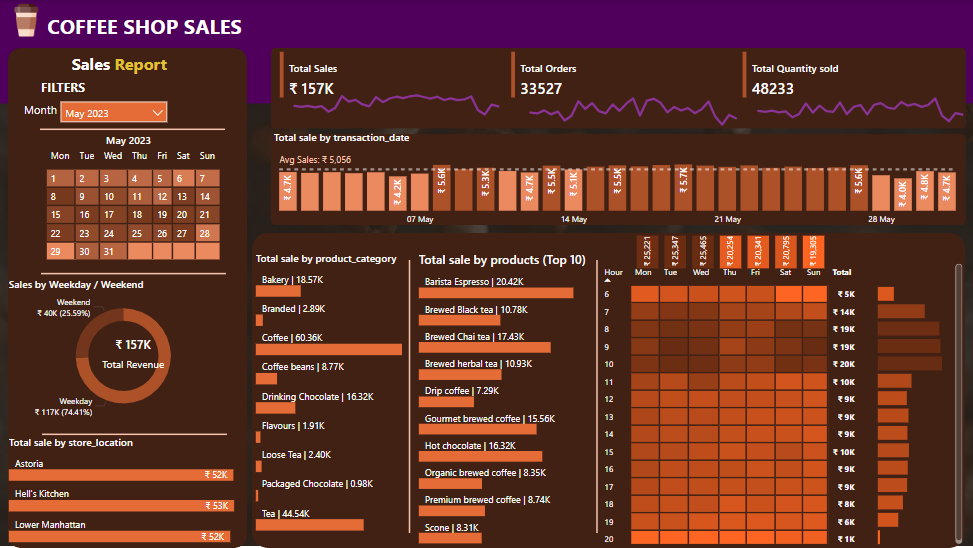 COFFEE SHOP SALES
Sales Report
FILTERS
Month May 2023
May 2023
Mon Tue Wed Thu Fri Sat Sun
1 2 3 4 5 6 7
8 9 10 11 12 13 14
15 16 17 18 19 20 21
22 23 24 25 26 27 28
29 30 31
Sales by Weekday / Weekend
Weekend
₹ 40K (25.59%)
₹ 157K
Total Revenue
Weekday
₹ 117K (74.41%)
Total sale by store_location
Astoria
₹ 52K
Hell's Kitchen
₹ 53K
Lower Manhattan
₹ 52K
Total Sales
₹ 157K
Total Orders
33527
Total Quantity sold
48233
Total sale by transaction_date
Avg Sales: ₹ 5,056
₹ 4.7K ₹ 4.2K ₹ 5.6K ₹ 5.3K ₹ 4.7K ₹ 5.5K ₹ 5.1K ₹ 5.5K ₹ 5.7K ₹ 5.6K ₹ 4.0K ₹ 4.8K ₹ 4.7K
07 May 14 May 21 May 28 May
Total sale by product_category
Bakery | 18.57K
Branded | 2.89K
Coffee | 60.36K
Coffee beans | 8.77K
Drinking Chocolate | 16.32K
Flavours | 1.91K
Loose Tea | 2.40K
Packaged Chocolate | 0.98K
Tea | 44.54K
Total sale by products (Top 10)
Barista Espresso | 20.42K
Brewed Black tea | 10.78K
Brewed Chai tea | 17.43K
Brewed herbal tea | 10.93K
Drip coffee | 7.29K
Gourmet brewed coffee | 15.56K
Hot chocolate | 16.32K
Organic brewed coffee | 8.35K
Premium brewed coffee | 8.74K
Scone | 8.31K
₹ 25,221 ₹ 25,347 ₹ 25,465 ₹ 20,254 ₹ 20,341 ₹ 20,795 ₹ 19,305
Hour Mon Tue Wed Thu Fri Sat Sun Total
6 ₹ 5K
7 ₹ 14K
8 ₹ 19K
9 ₹ 19K
10 ₹ 20K
11 ₹ 10K
12 ₹ 9K
13 ₹ 9K
14 ₹ 9K
15 ₹ 10K
16 ₹ 9K
17 ₹ 9K
18 ₹ 8K
19 ₹ 6K
20 ₹ 1K